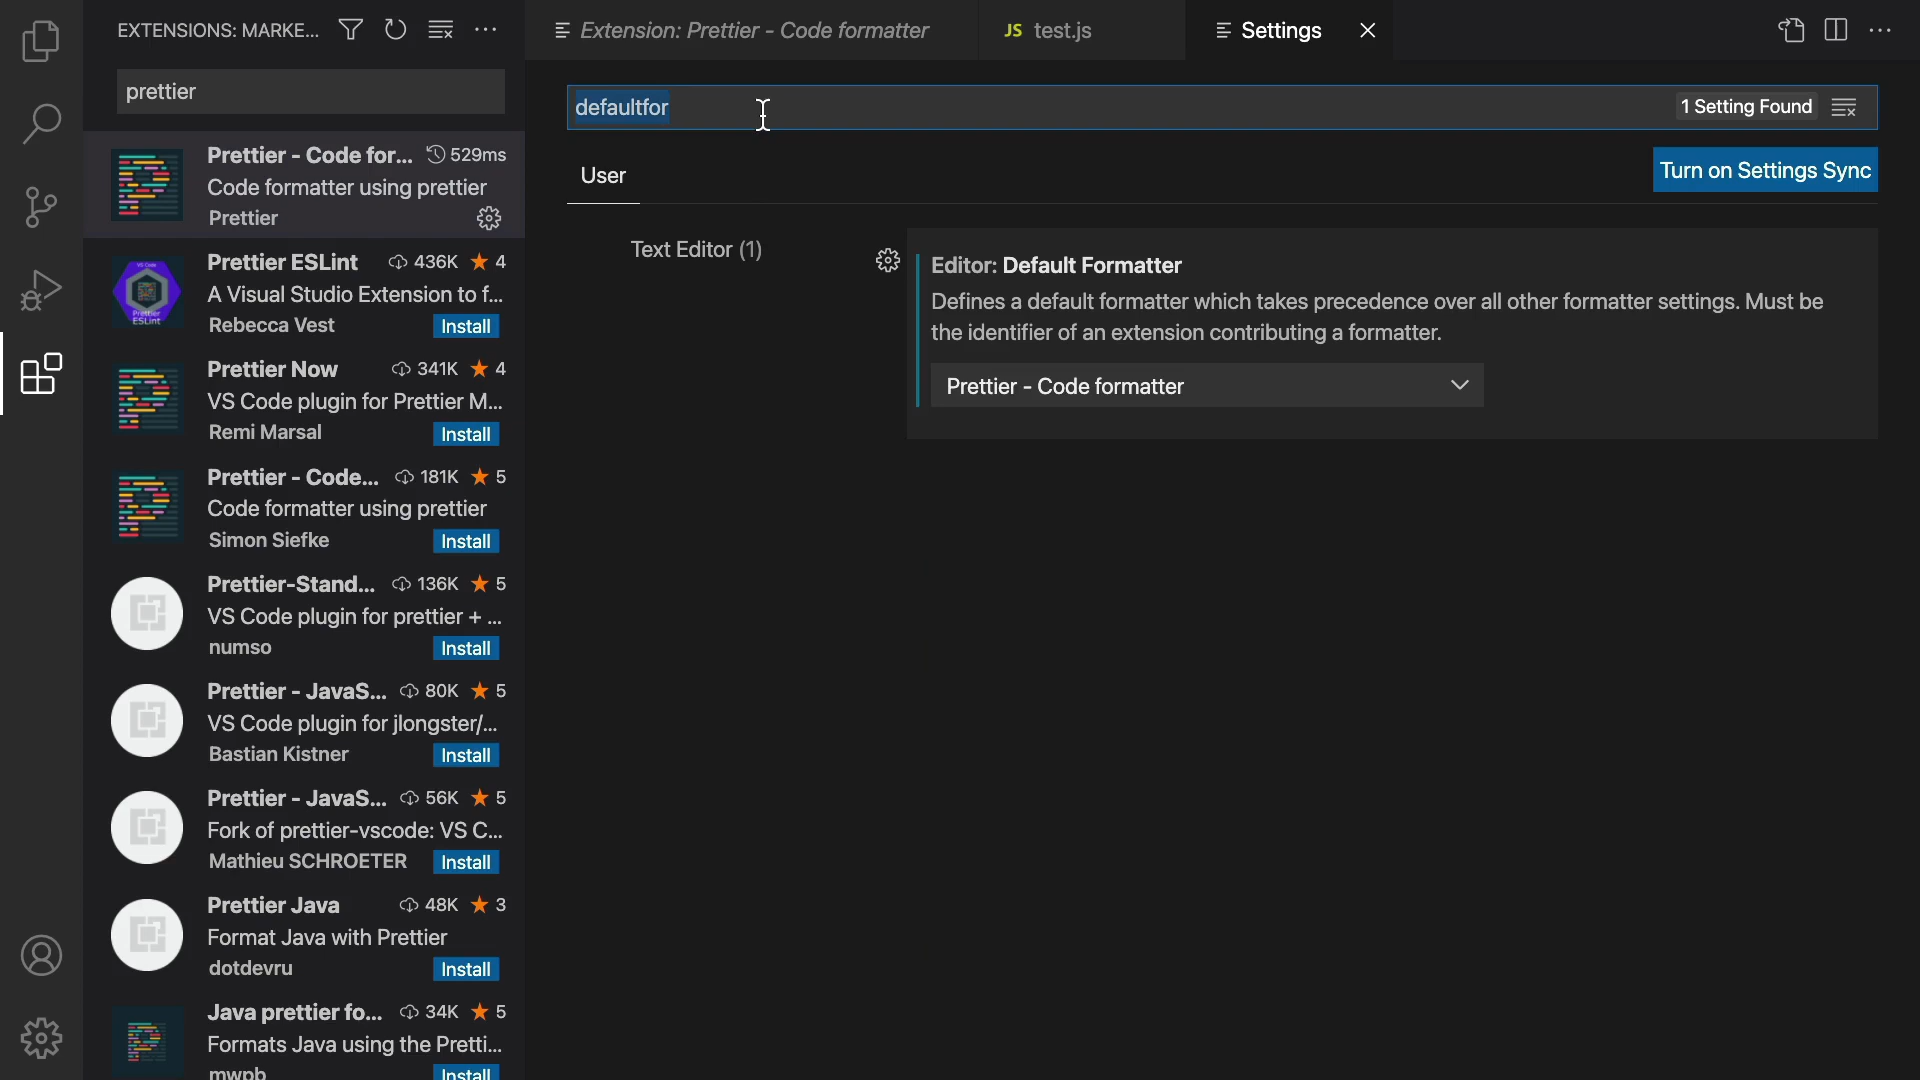 EXTENSIONS: MARKE...
prettier
Prettier - Code for... 529ms
Code formatter using prettier
Prettier
Prettier ESLint 436K 4
A Visual Studio Extension to f...
Rebecca Vest Install
Prettier Now 341K 4
VS Code plugin for Prettier M...
Remi Marsal Install
Prettier - Code... 181K 5
Code formatter using prettier
Simon Siefke Install
Prettier-Stand... 136K 5
VS Code plugin for prettier + ...
numso Install
Prettier - JavaS... 80K 5
VS Code plugin for jlongster/...
Bastian Kistner Install
Prettier - JavaS... 56K 5
Fork of prettier-vscode: VS C...
Mathieu SCHROETER Install
Prettier Java 48K 3
Format Java with Prettier
dotdevru Install
Java prettier fo... 34K 5
Formats Java using the Pretti...
mwpb Install
Extension: Prettier - Code formatter
JS test.js
Settings
defaultfor
1 Setting Found
User
Turn on Settings Sync
Text Editor (1)
Editor: Default Formatter
Defines a default formatter which takes precedence over all other formatter settings. Must be
the identifier of an extension contributing a formatter.
Prettier - Code formatter